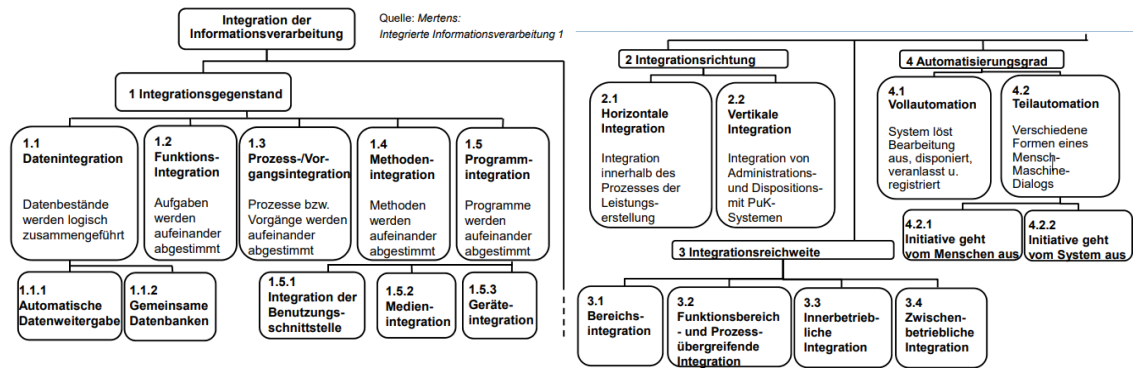 Integration der
Informationsverarbeitung
Quelle: Mertens:
Integrierte Informationsverarbeitung 1
1 Integrationsgegenstand
1.1
Datenintegration
Datenbestände
werden logisch
zusammengeführt
1.2
Funktions-
Integration
Aufgaben
werden
aufeinander
abgestimmt
1.3
Prozess-/Vor-
gangsintegration
Prozesse bzw.
Vorgänge werden
aufeinander
abgestimmt
1.4
Methoden-
integration
Methoden
werden
aufeinander
abgestimmt
1.5
Programm-
integration
Programme
werden
aufeinander
abgestimmt
1.1.1
Automatische
Datenweitergabe
1.1.2
Gemeinsame
Datenbanken
1.5.1
Integration der
Benutzungs-
schnittstelle
1.5.2
Medien-
integration
1.5.3
Geräte-
integration
2 Integrationsrichtung
2.1
Horizontale
Integration
Integration
innerhalb des
Prozesses der
Leistungs-
erstellung
2.2
Vertikale
Integration
Integration von
Administrations-
und Dispositions-
mit PuK-
Systemen
3 Integrationsreichweite
3.1
Bereichs-
integration
3.2
Funktionsbereich
- und Prozess-
übergreifende
Integration
3.3
Innerbetrieb-
liche
Integration
3.4
Zwischen-
betriebliche
Integration
4 Automatisierungsgrad
4.1
Vollautomation
System löst
Bearbeitung
aus, disponiert,
veranlasst u.
registriert
4.2
Teilautomation
Verschiedene
Formen eines
Mensch-
Maschine-
Dialogs
4.2.1
Initiative geht
vom Menschen aus
4.2.2
Initiative geht
vom System aus